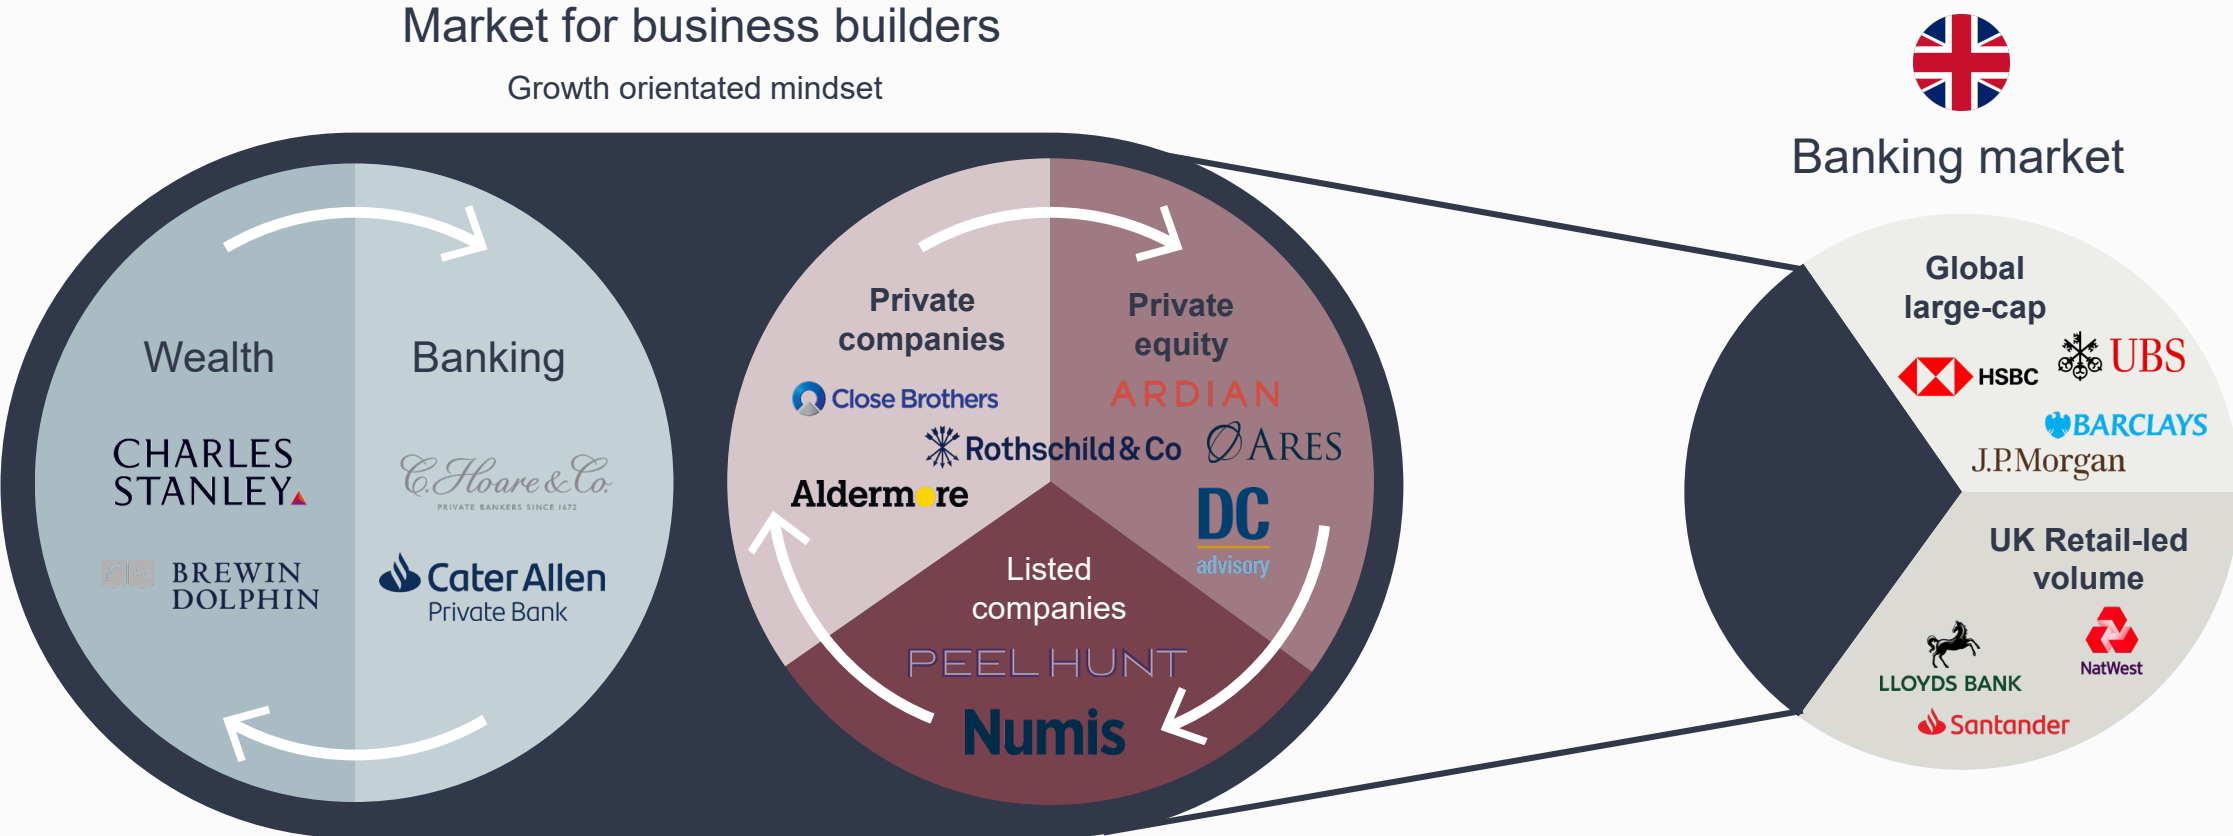 Market for business builders
Growth orientated mindset
Wealth
CHARLES
STANLEY
BREWIN
DOLPHIN
Banking
C. Hoare & Co.
PRIVATE BANKERS SINCE 1672
Cater Allen
Private Bank
Private
companies
Close Brothers
Rothschild & Co
Aldermore
Private
equity
ARDIAN
ARES
DC
advisory
Listed
companies
PEEL HUNT
Numis
Banking market
Global
large-cap
HSBC
UBS
BARCLAYS
J.P.Morgan
UK Retail-led
volume
LLOYDS BANK
NatWest
Santander